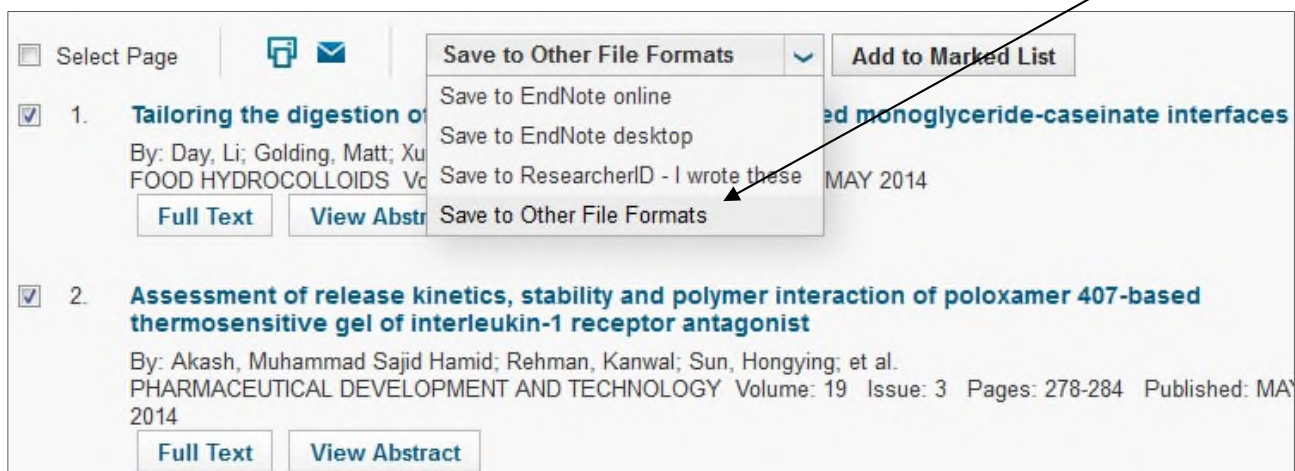 Select Page
Save to Other File Formats
Add to Marked List
Save to EndNote online
Save to EndNote desktop
Save to ResearcherID - I wrote these
Save to Other File Formats
1. Tailoring the digestion of ed monoglyceride-caseinate interfaces
By: Day, Li; Golding, Matt; Xu
FOOD HYDROCOLLOIDS MAY 2014
Full Text View Abstr
2. Assessment of release kinetics, stability and polymer interaction of poloxamer 407-based
thermosensitive gel of interleukin-1 receptor antagonist
By: Akash, Muhammad Sajid Hamid; Rehman, Kanwal; Sun, Hongying; et al.
PHARMACEUTICAL DEVELOPMENT AND TECHNOLOGY Volume: 19 Issue: 3 Pages: 278-284 Published: MAY
2014
Full Text View Abstract